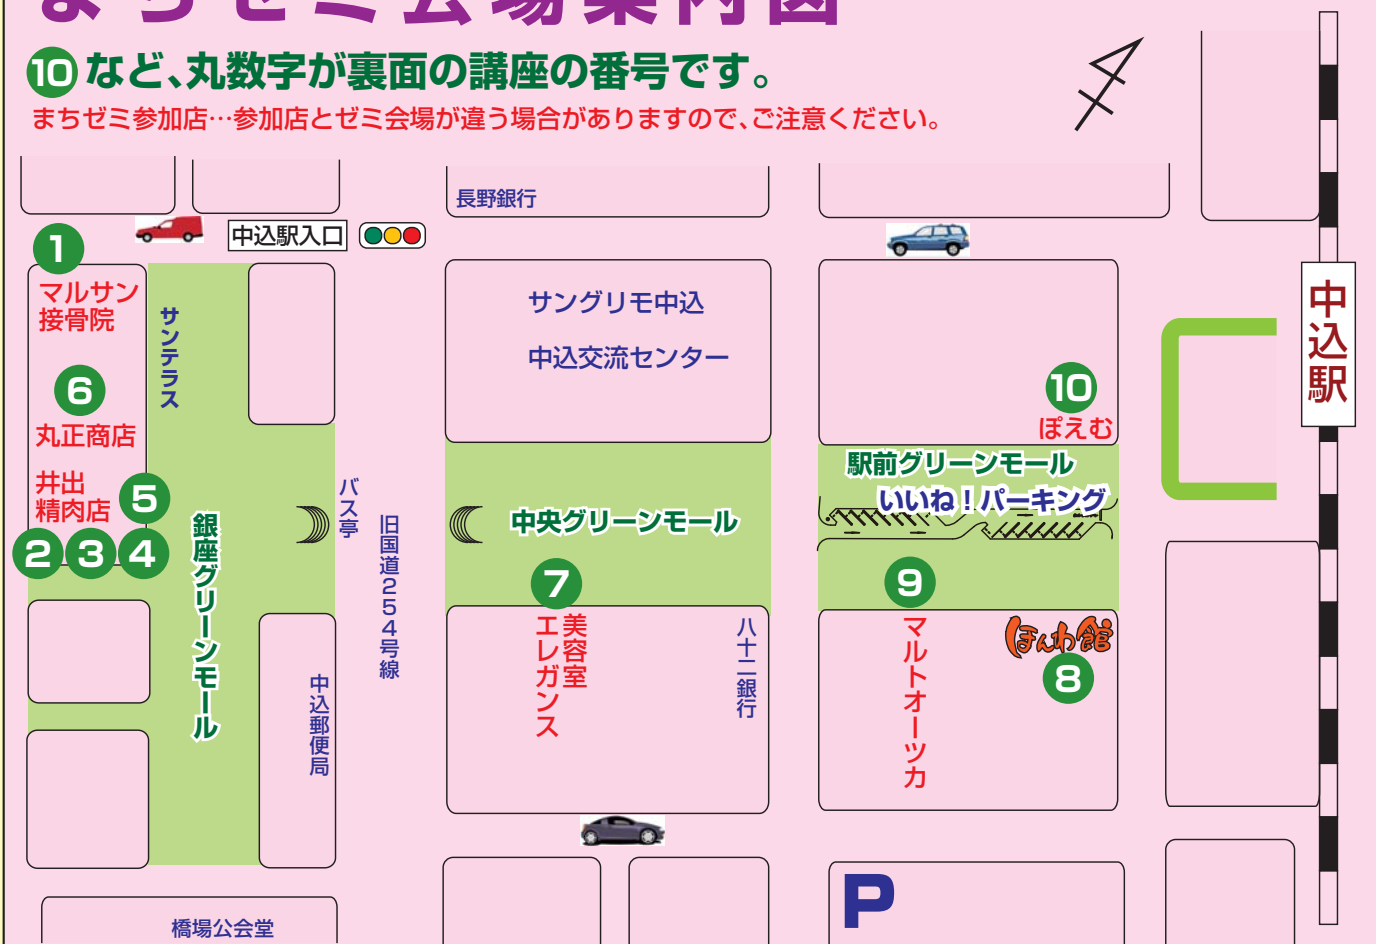 まちゼミ会場案内図
10 など、丸数字が裏面の講座の番号です。
まちゼミ参加店…参加店とゼミ会場が違う場合がありますので、ご注意ください。
長野銀行
中込駅入口
1
マルサン
接骨院
サンテラス
6
丸正商店
井出
精肉店
5
2
3
4
銀座グリーンモール
バス亭
旧国道254号線
中込郵便局
橋場公会堂
サングリモ中込
中込交流センター
中央グリーンモール
7
美容室
エレガンス
八十二銀行
10
ぽえむ
駅前グリーンモール
いいね!パーキング
9
マルトオーツカ
ほんわ館
8
P
中込駅